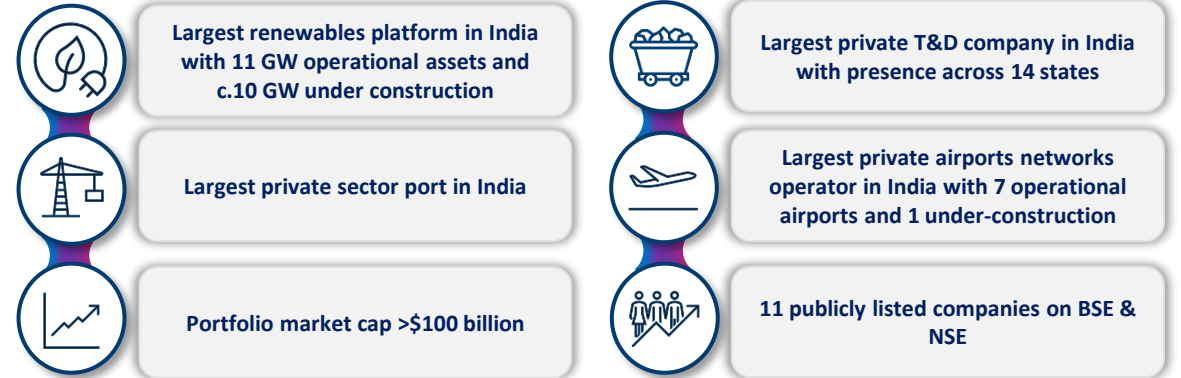 Largest renewables platform in India
with 11 GW operational assets and
c.10 GW under construction
Largest private T&D company in India
with presence across 14 states
Largest private sector port in India
Largest private airports networks
operator in India with 7 operational
airports and 1 under-construction
Portfolio market cap >$100 billion
11 publicly listed companies on BSE &
NSE